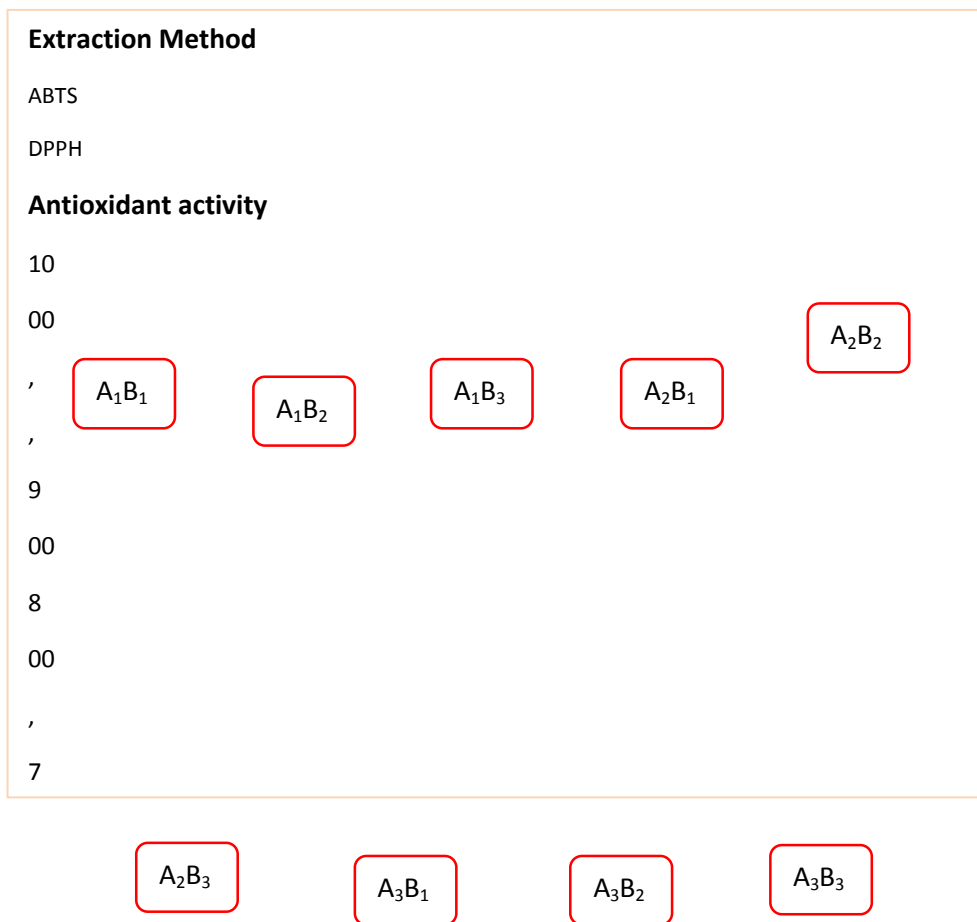 Extraction Method
ABTS
DPPH
Antioxidant activity
10
00
,
,
9
00
8
00
,
7
A₁B₁
A₁B₂
A₁B₃
A₂B₁
A₂B₂
A₂B₃
A₃B₁
A₃B₂
A₃B₃